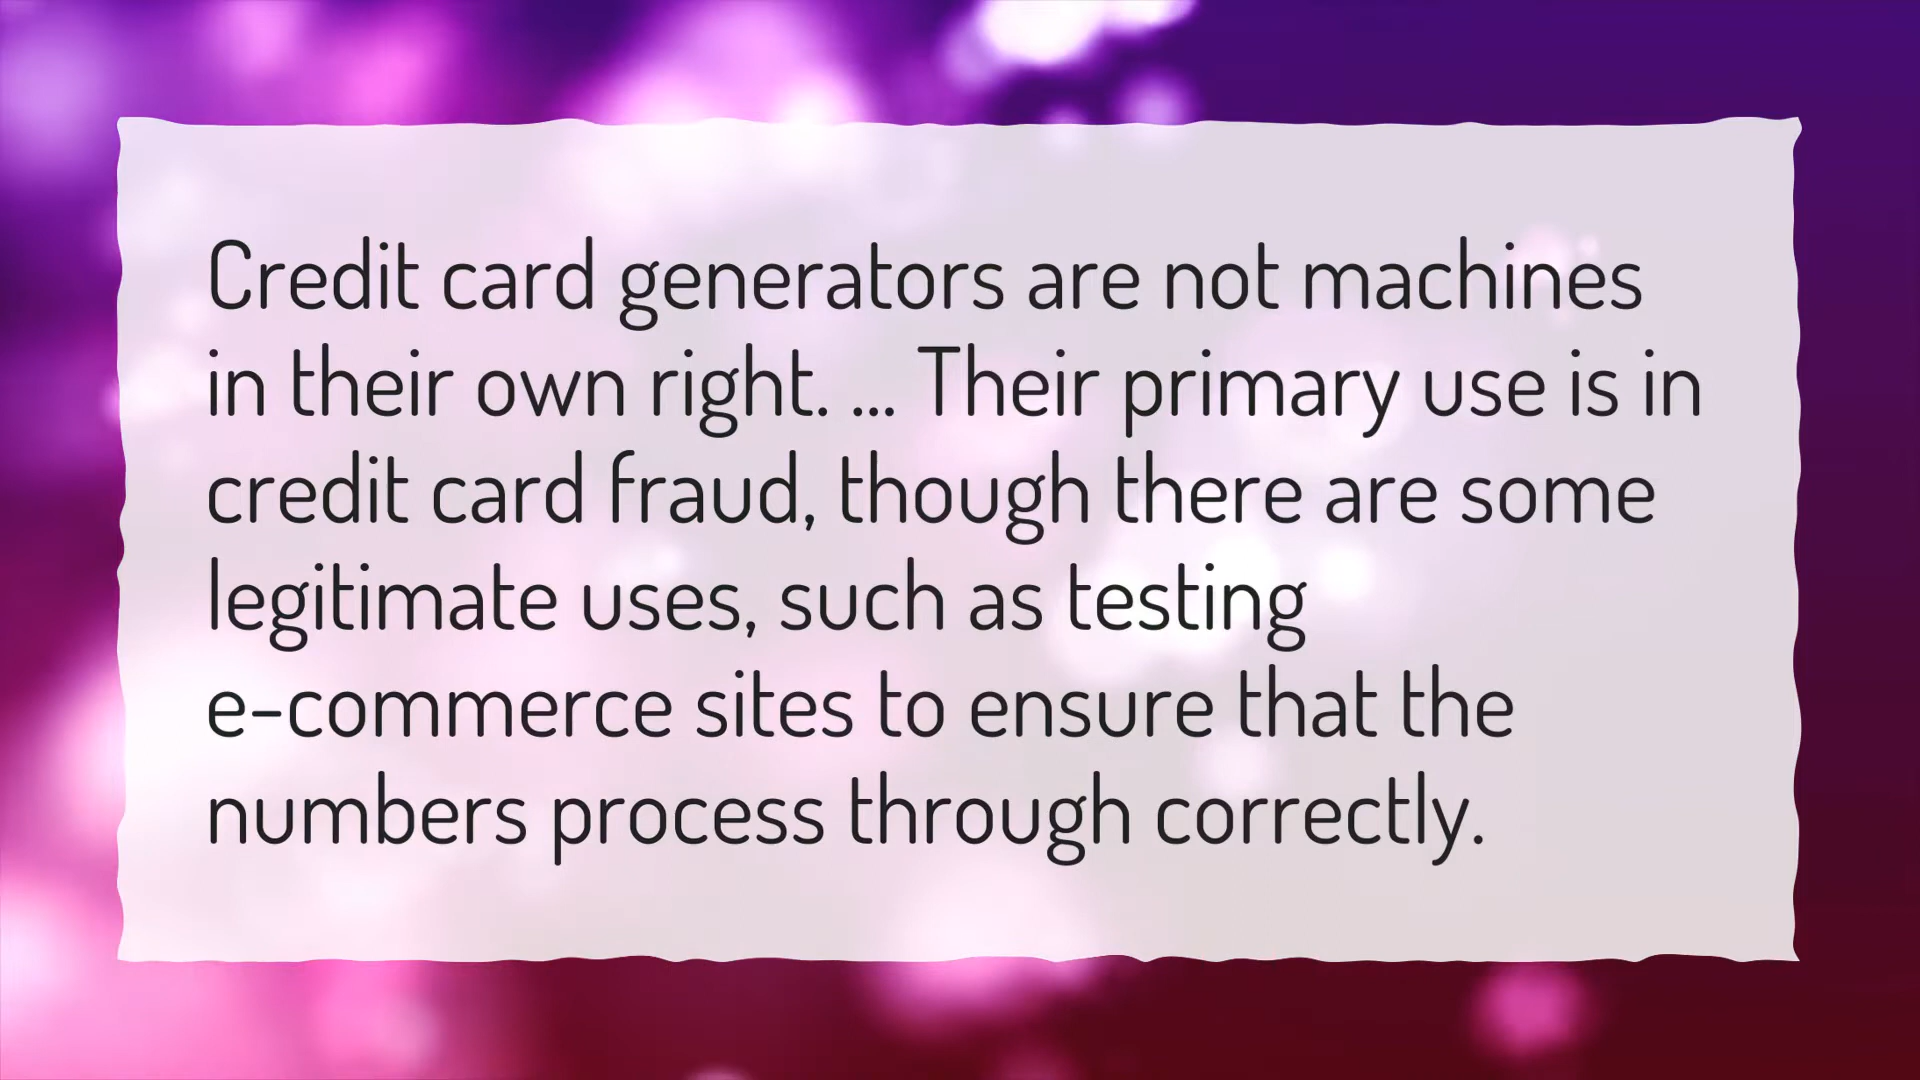 Credit card generators are not machines
in their own right. ... Their primary use is in
credit card fraud, though there are some
legitimate uses, such as testing
e-commerce sites to ensure that the
numbers process through correctly.